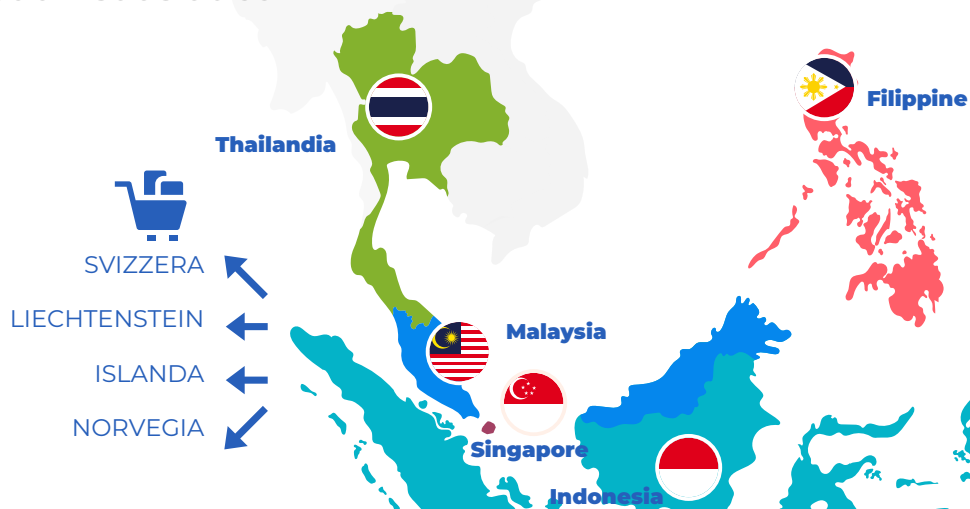 Filippine
Thailandia
SVIZZERA
LIECHTENSTEIN
Malaysia
ISLANDA
NORVEGIA
Singapore
Indonesia